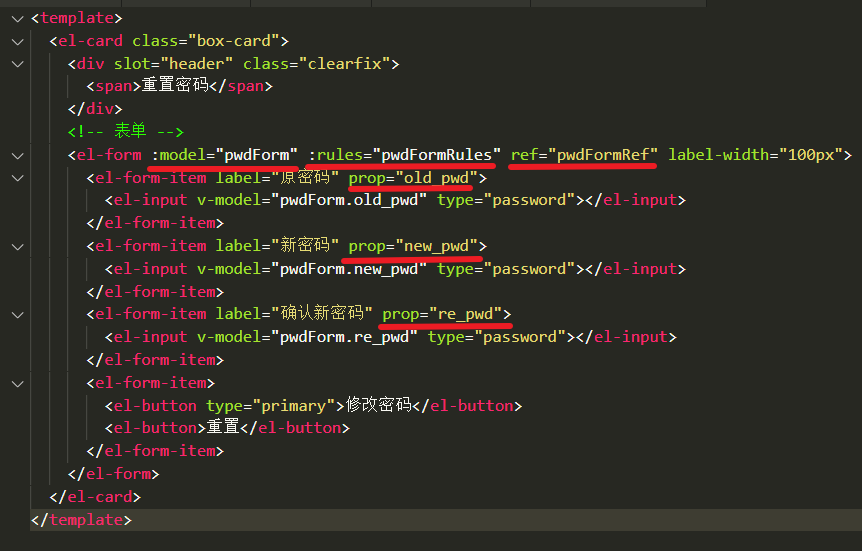 <template>
<el-card class="box-card">
<div slot="header" class="clearfix">
<span>重置密码</span>
</div>
<!-- 表单 -->
<el-form :model="pwdForm" :rules="pwdFormRules" ref="pwdFormRef" label-width="100px">
<el-form-item label="原密码" prop="old_pwd">
<el-input v-model="pwdForm.old_pwd" type="password"></el-input>
</el-form-item>
<el-form-item label="新密码" prop="new_pwd">
<el-input v-model="pwdForm.new_pwd" type="password"></el-input>
</el-form-item>
<el-form-item label="确认新密码" prop="re_pwd">
<el-input v-model="pwdForm.re_pwd" type="password"></el-input>
</el-form-item>
<el-form-item>
<el-button type="primary">修改密码</el-button>
<el-button>重置</el-button>
</el-form-item>
</el-form>
</el-card>
</template>